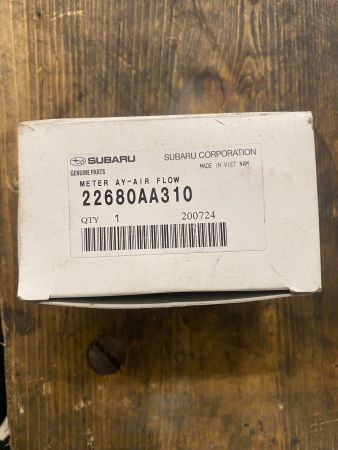 SUBARU SUBARU CORPORATION
GENUINE PARTS MADE IN VIET NAM
METER AY-AIR FLOW
22680AA310
QTY 1 200724